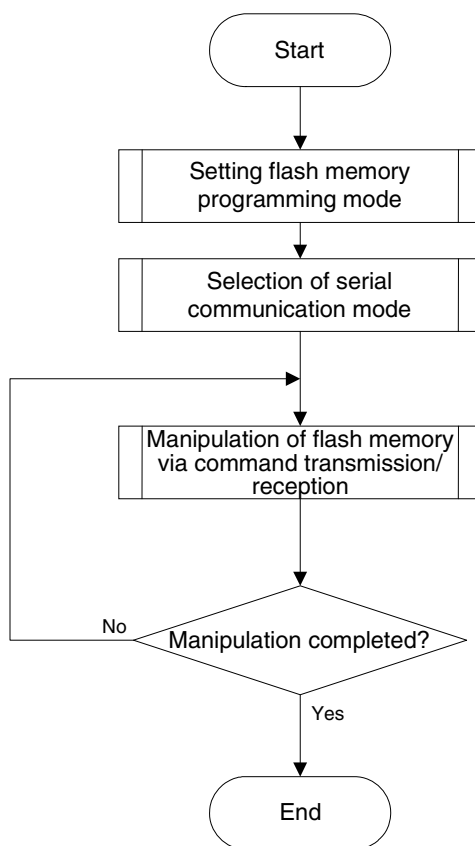 Start
Setting flash memory
programming mode
Selection of serial
communication mode
Manipulation of flash memory
via command transmission/
reception
Manipulation completed?
No
Yes
End